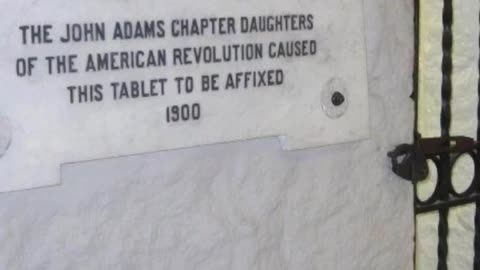 THE JOHN ADAMS CHAPTER DAUGHTERS
OF THE AMERICAN REVOLUTION CAUSED
THIS TABLET TO BE AFFIXED
1900